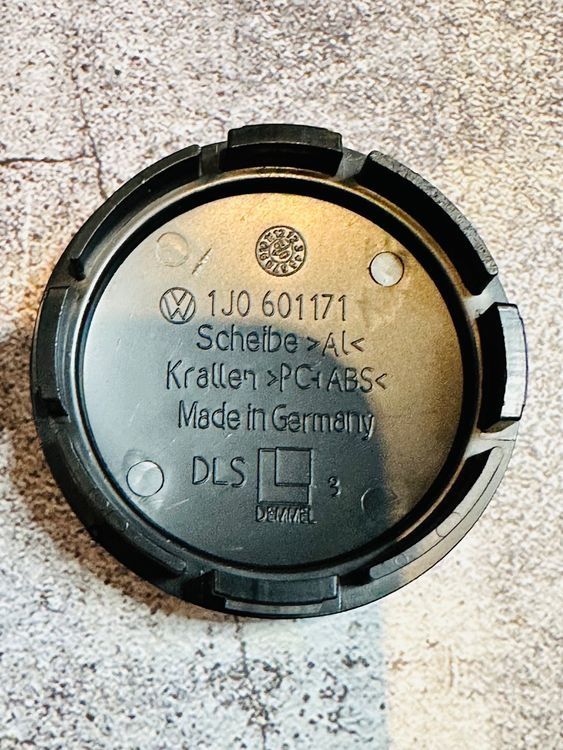 1J0 601171
Scheibe >AL<
Krallen >PC+ABS<
Made in Germany
DLS
3
DEMMEL